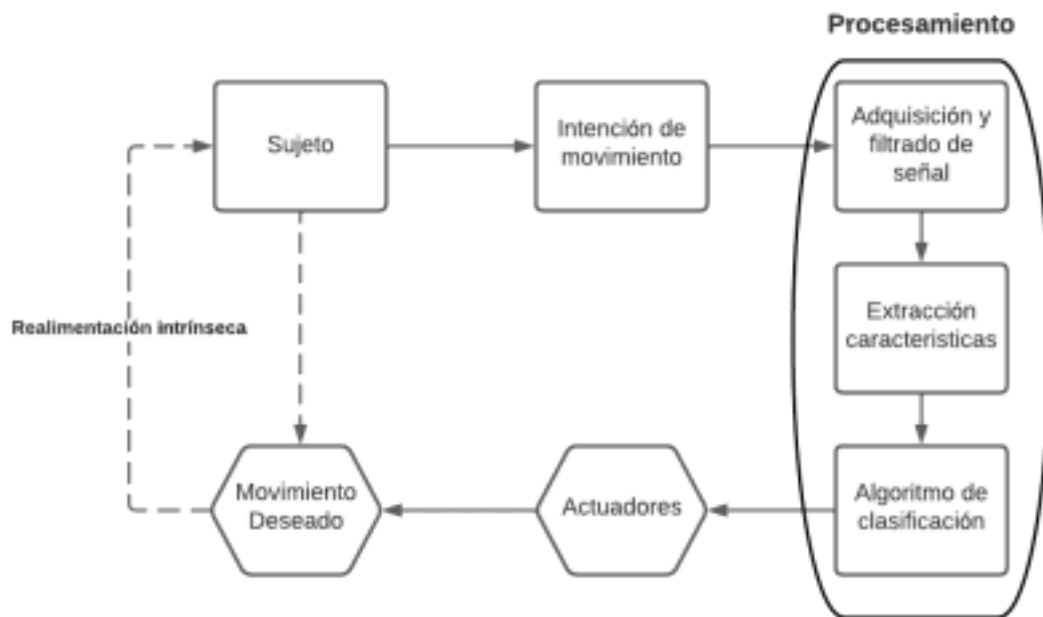 Procesamiento
Sujeto
Intención de
movimiento
Adquisición y
filtrado de
señal
Extracción
caracteristicas
Realimentación intrínseca
Movimiento
Deseado
Actuadores
Algoritmo de
clasificación